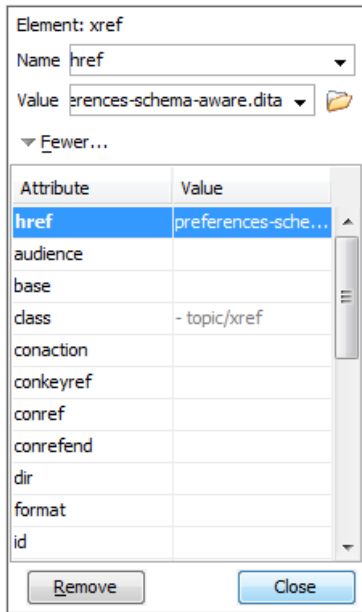 Element: xref
Name href
Value erences-schema-aware.dita
Fewer...
Attribute Value
href preferences-sche...
audience
base
class - topic/xref
conaction
conkeyref
conref
conrefend
dir
format
id
Remove Close